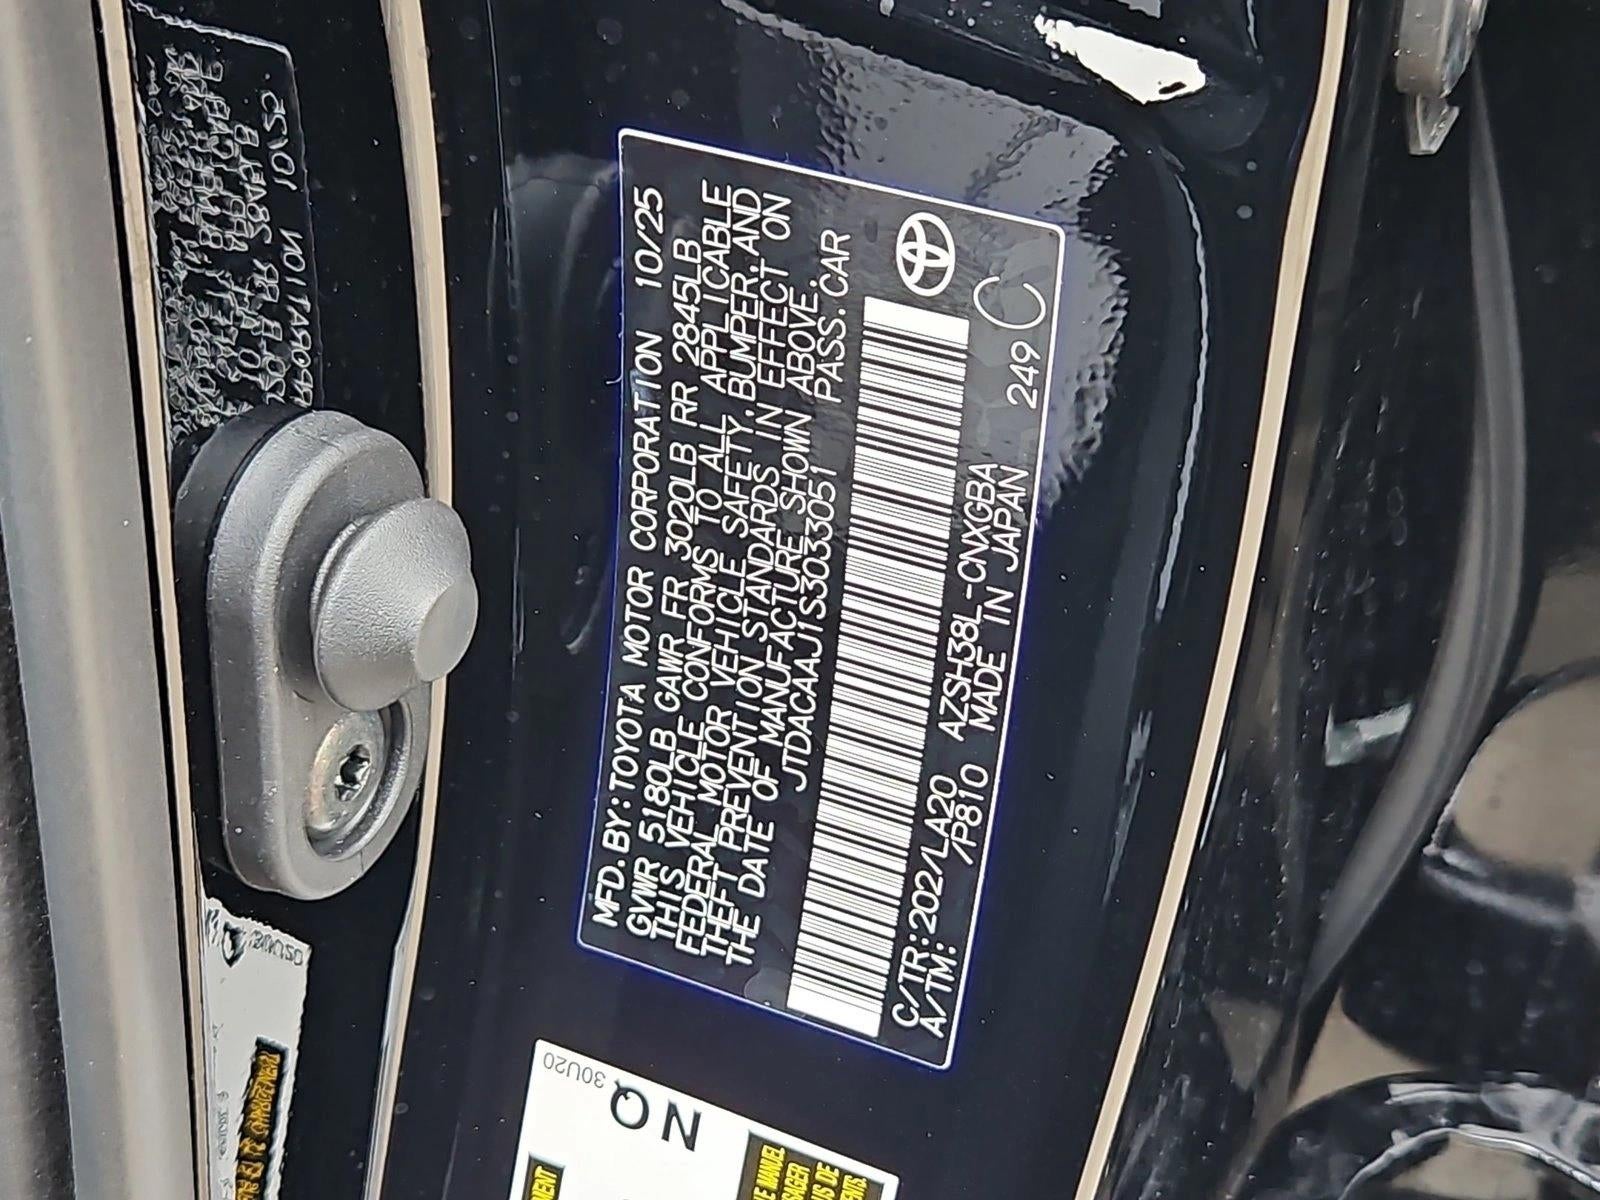 MFD.BY:TOYOTA MOTOR CORPORATION 10/25
GVWR 5180LB GAWR FR 3020LB RR 2845LB
THIS VEHICLE CONFORMS TO ALL APPLICABLE
FEDERAL MOTOR VEHICLE SAFETY,BUMPER,AND
THEFT PREVENTION STANDARDS IN EFFECT ON
THE DATE OF MANUFACTURE SHOWN ABOVE.
JTDACAAJ1S3033051 PASS.CAR
C/TR:202/LA20 AZSH38L-CNXGBA
A/TM: /P810 MADE IN JAPAN
249 C
30U20
NQ